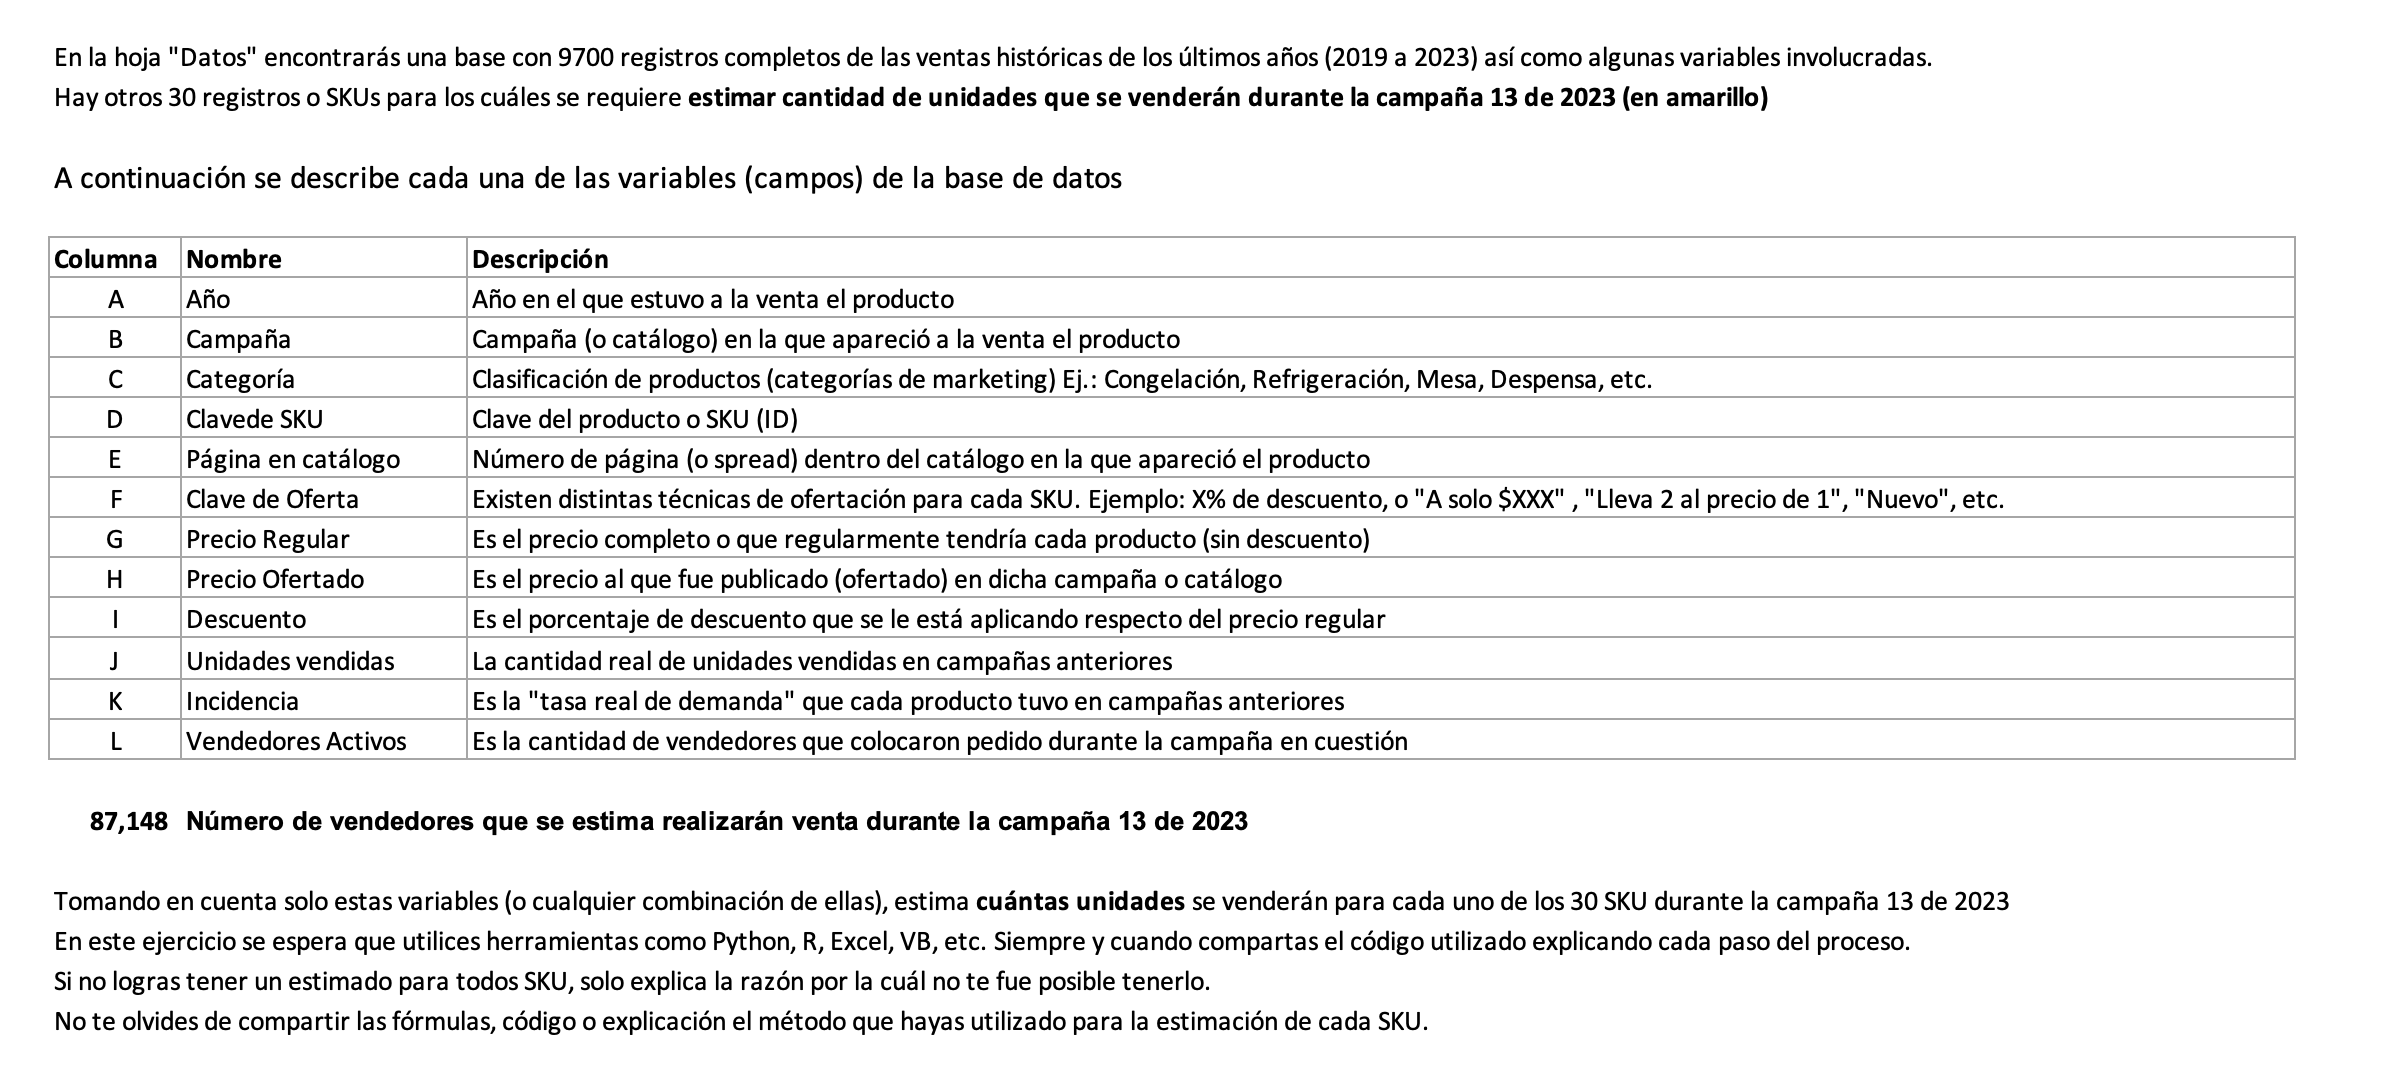 En la hoja "Datos" encontrarás una base con 9700 registros completos de las ventas históricas de los últimos años (2019 a 2023) así como algunas variables involucradas.
Hay otros 30 registros o SKUs para los cuáles se requiere estimar cantidad de unidades que se venderán durante la campaña 13 de 2023 (en amarillo)
A continuación se describe cada una de las variables (campos) de la base de datos
Columna Nombre Descripción
A Año Año en el que estuvo a la venta el producto
B Campaña Campaña (o catálogo) en la que apareció a la venta el producto
C Categoría Clasificación de productos (categorías de marketing) Ej.: Congelación, Refrigeración, Mesa, Despensa, etc.
D Clavede SKU Clave del producto o SKU (ID)
E Página en catálogo Número de página (o spread) dentro del catálogo en la que apareció el producto
F Clave de Oferta Existen distintas técnicas de ofertación para cada SKU. Ejemplo: X% de descuento, o "A solo $XXX" , "Lleva 2 al precio de 1", "Nuevo", etc.
G Precio Regular Es el precio completo o que regularmente tendría cada producto (sin descuento)
H Precio Ofertado Es el precio al que fue publicado (ofertado) en dicha campaña o catálogo
I Descuento Es el porcentaje de descuento que se le está aplicando respecto del precio regular
J Unidades vendidas La cantidad real de unidades vendidas en campañas anteriores
K Incidencia Es la "tasa real de demanda" que cada producto tuvo en campañas anteriores
L Vendedores Activos Es la cantidad de vendedores que colocaron pedido durante la campaña en cuestión
87,148 Número de vendedores que se estima realizarán venta durante la campaña 13 de 2023
Tomando en cuenta solo estas variables (o cualquier combinación de ellas), estima cuántas unidades se venderán para cada uno de los 30 SKU durante la campaña 13 de 2023
En este ejercicio se espera que utilices herramientas como Python, R, Excel, VB, etc. Siempre y cuando compartas el código utilizado explicando cada paso del proceso.
Si no logras tener un estimado para todos SKU, solo explica la razón por la cuál no te fue posible tenerlo.
No te olvides de compartir las fórmulas, código o explicación el método que hayas utilizado para la estimación de cada SKU.